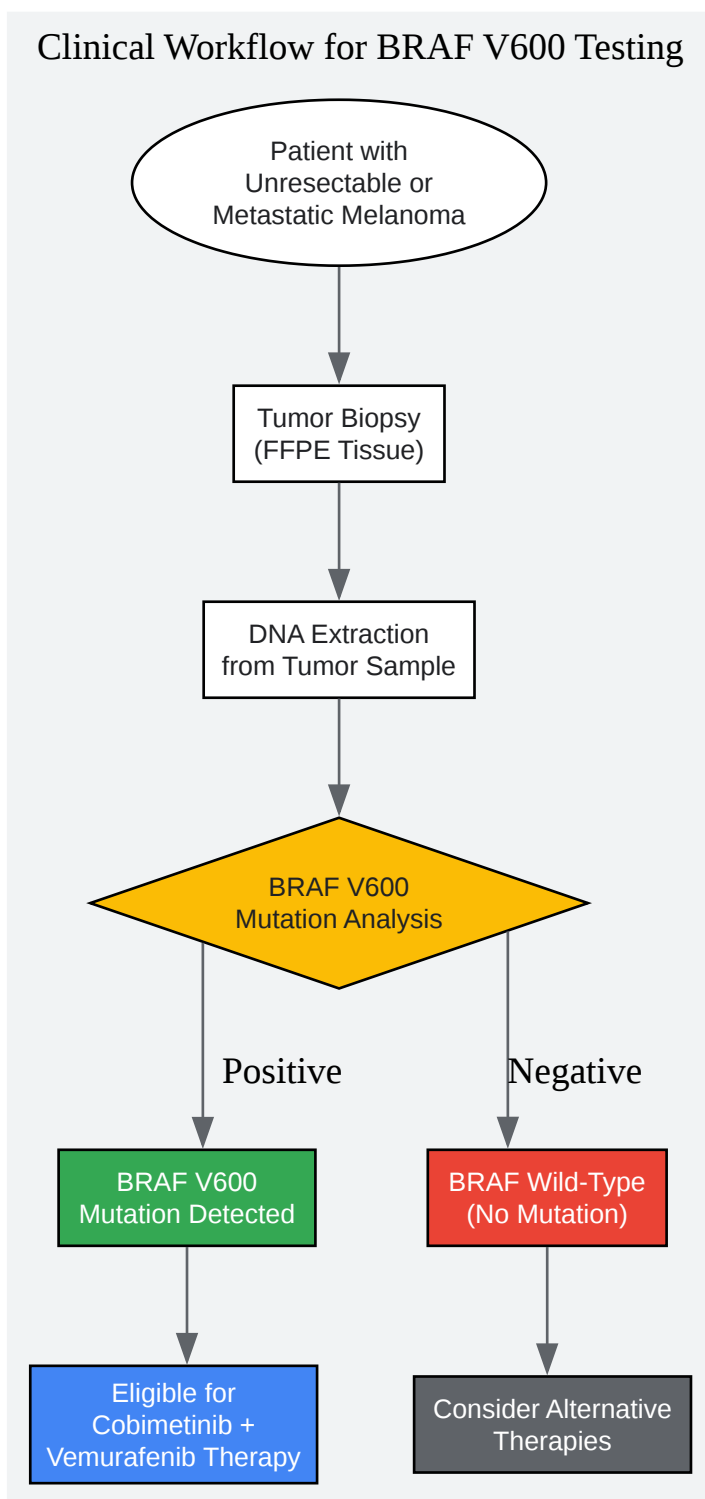 Clinical Workflow for BRAF V600 Testing
Patient with
Unresectable or
Metastatic Melanoma
Tumor Biopsy
(FFPE Tissue)
DNA Extraction
from Tumor Sample
BRAF V600
Mutation Analysis
Positive
Negative
BRAF V600
Mutation Detected
BRAF Wild-Type
(No Mutation)
Eligible for
Cobimetinib +
Vemurafenib Therapy
Consider Alternative
Therapies